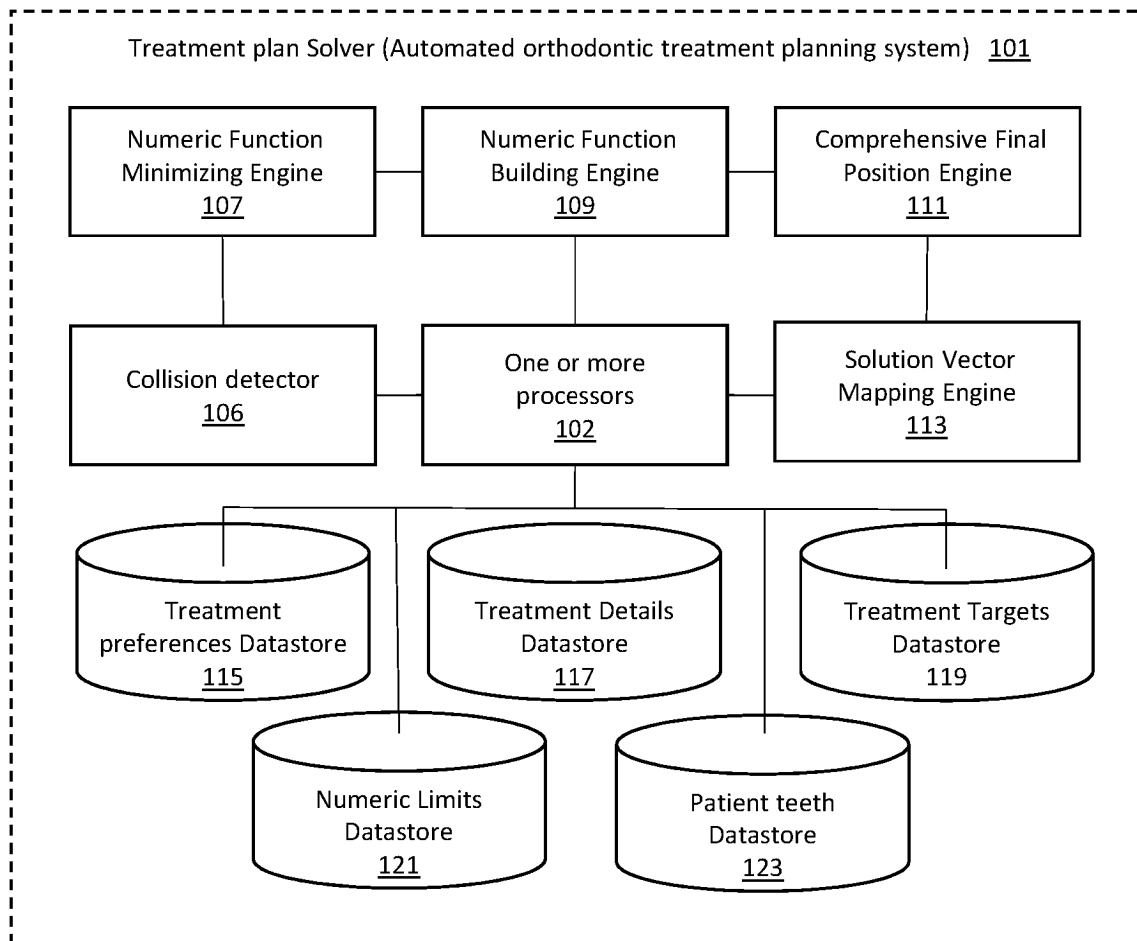 Treatment plan Solver (Automated orthodontic treatment planning system) 101
Numeric Function
Minimizing Engine
107
Numeric Function
Building Engine
109
Comprehensive Final
Position Engine
111
Collision detector
106
One or more
processors
102
Solution Vector
Mapping Engine
113
Treatment
preferences Datastore
115
Treatment Details
Datastore
117
Treatment Targets
Datastore
119
Numeric Limits
Datastore
121
Patient teeth
Datastore
123